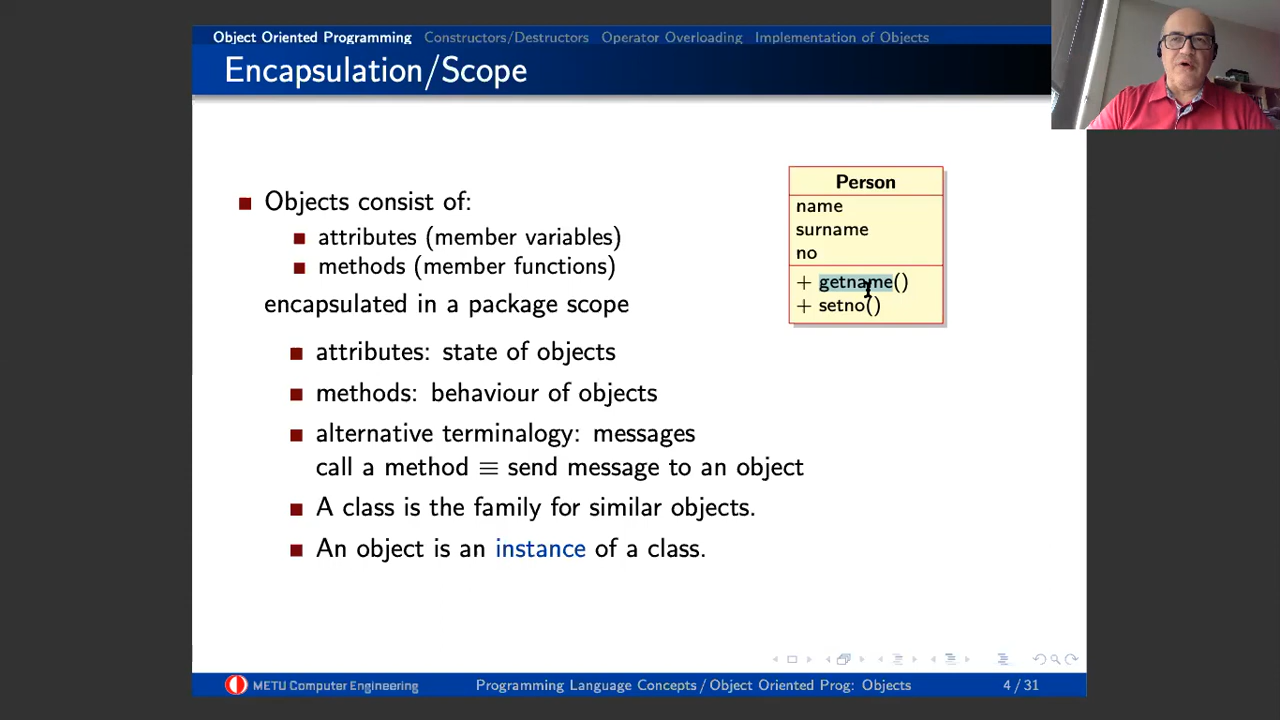 Object Oriented Programming Constructors/Destructors Operator Overloading Implementation of Objects
Encapsulation/Scope
Objects consist of:
attributes (member variables)
methods (member functions)
encapsulated in a package scope
attributes: state of objects
methods: behaviour of objects
alternative terminalogy: messages
call a method ≡ send message to an object
A class is the family for similar objects.
An object is an instance of a class.
Person
name
surname
no
+ getname()
+ setno()
METU Computer Engineering Programming Language Concepts / Object Oriented Prog: Objects 4 / 31